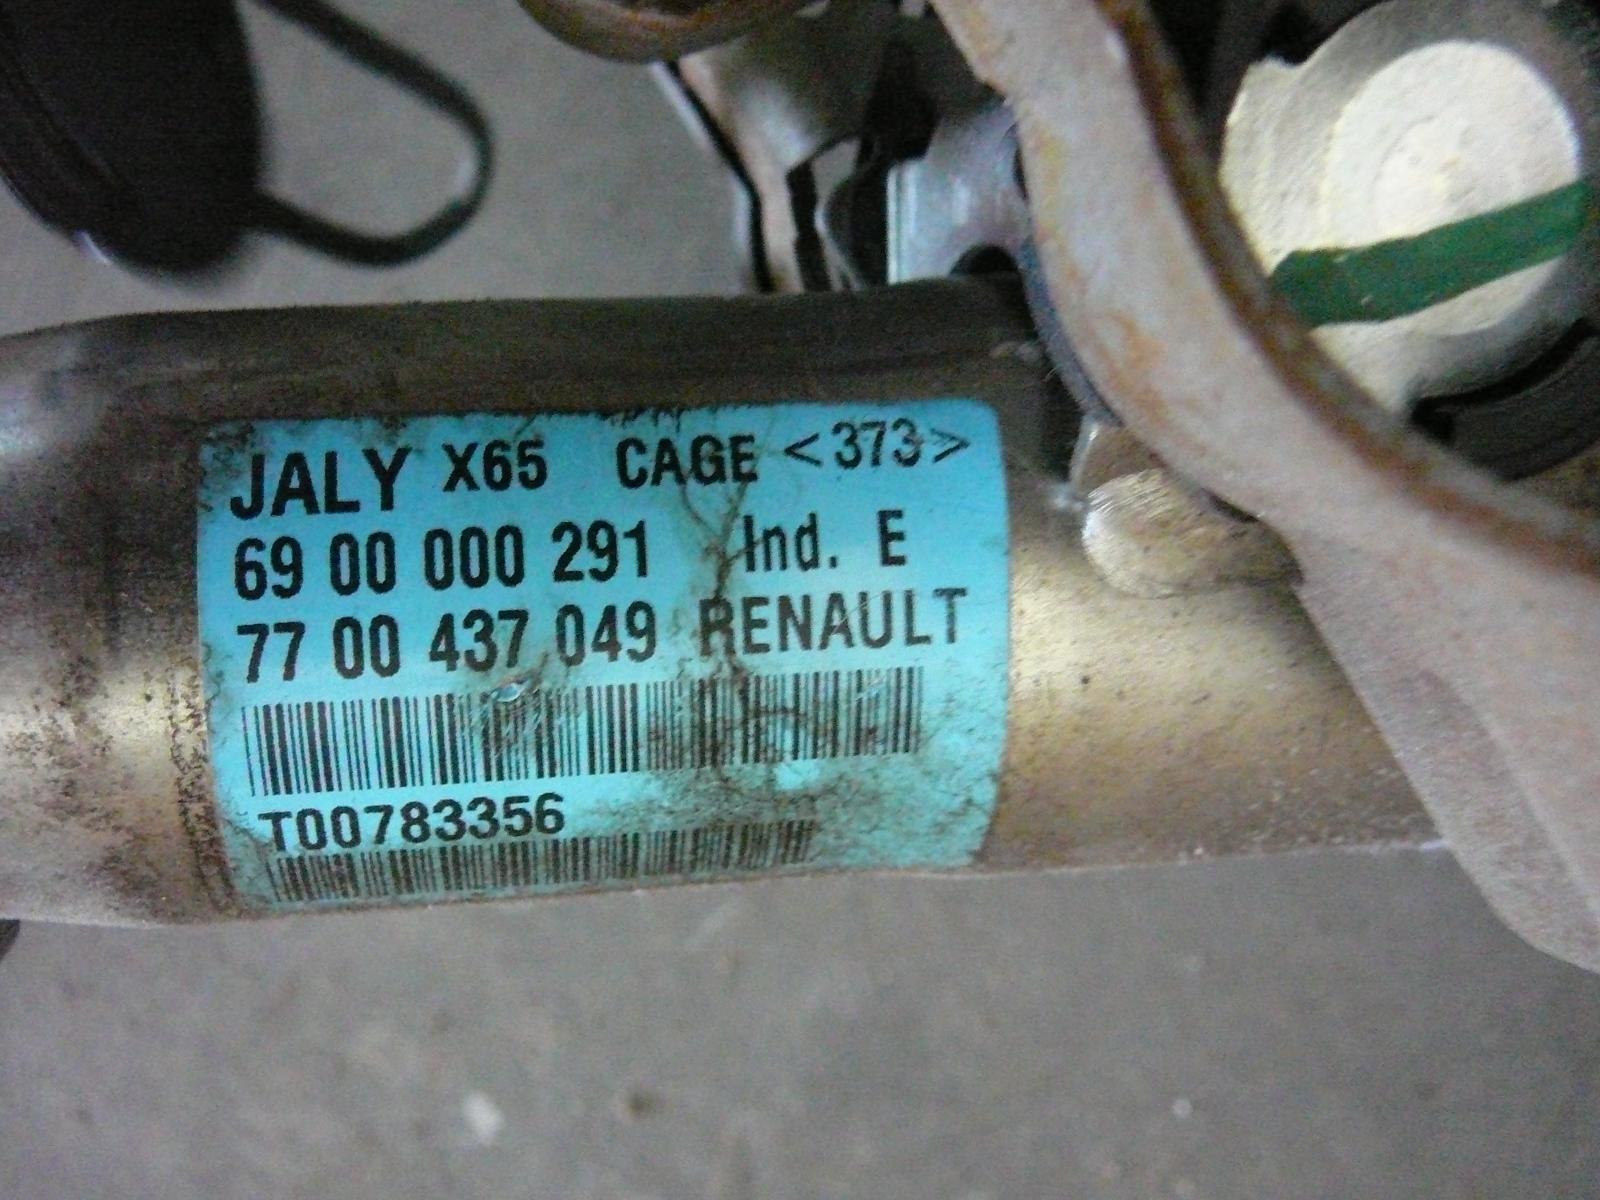 JALY X65 CAGE <373>
69 00 000 291 Ind. E
77 00 437 049 RENAULT
T00783356